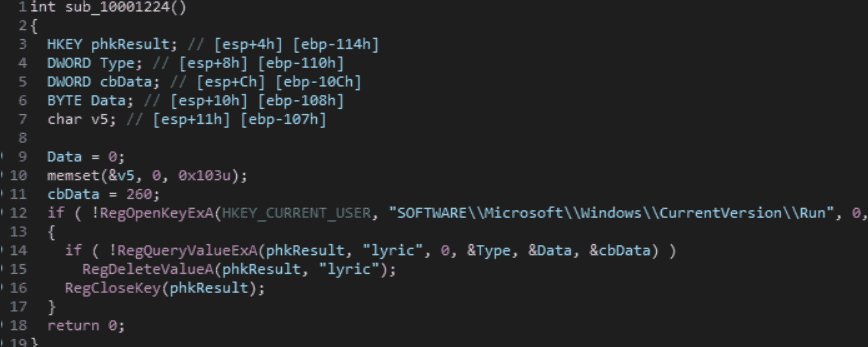 1 int sub_10001224()
2 {
3 HKEY phkResult; // [esp+4h] [ebp-114h]
4 DWORD Type; // [esp+8h] [ebp-110h]
5 DWORD cbData; // [esp+Ch] [ebp-10Ch]
6 BYTE Data; // [esp+10h] [ebp-108h]
7 char v5; // [esp+11h] [ebp-107h]
8
9 Data = 0;
10 memset(&v5, 0, 0x103u);
11 cbData = 260;
12 if ( !RegOpenKeyExA(HKEY_CURRENT_USER, "SOFTWARE\\Microsoft\\Windows\\CurrentVersion\\Run", 0,
13 {
14 if ( !RegQueryValueExA(phkResult, "lyric", 0, &Type, &Data, &cbData) )
15 RegDeleteValueA(phkResult, "lyric");
16 RegCloseKey(phkResult);
17 }
18 return 0;
19 }